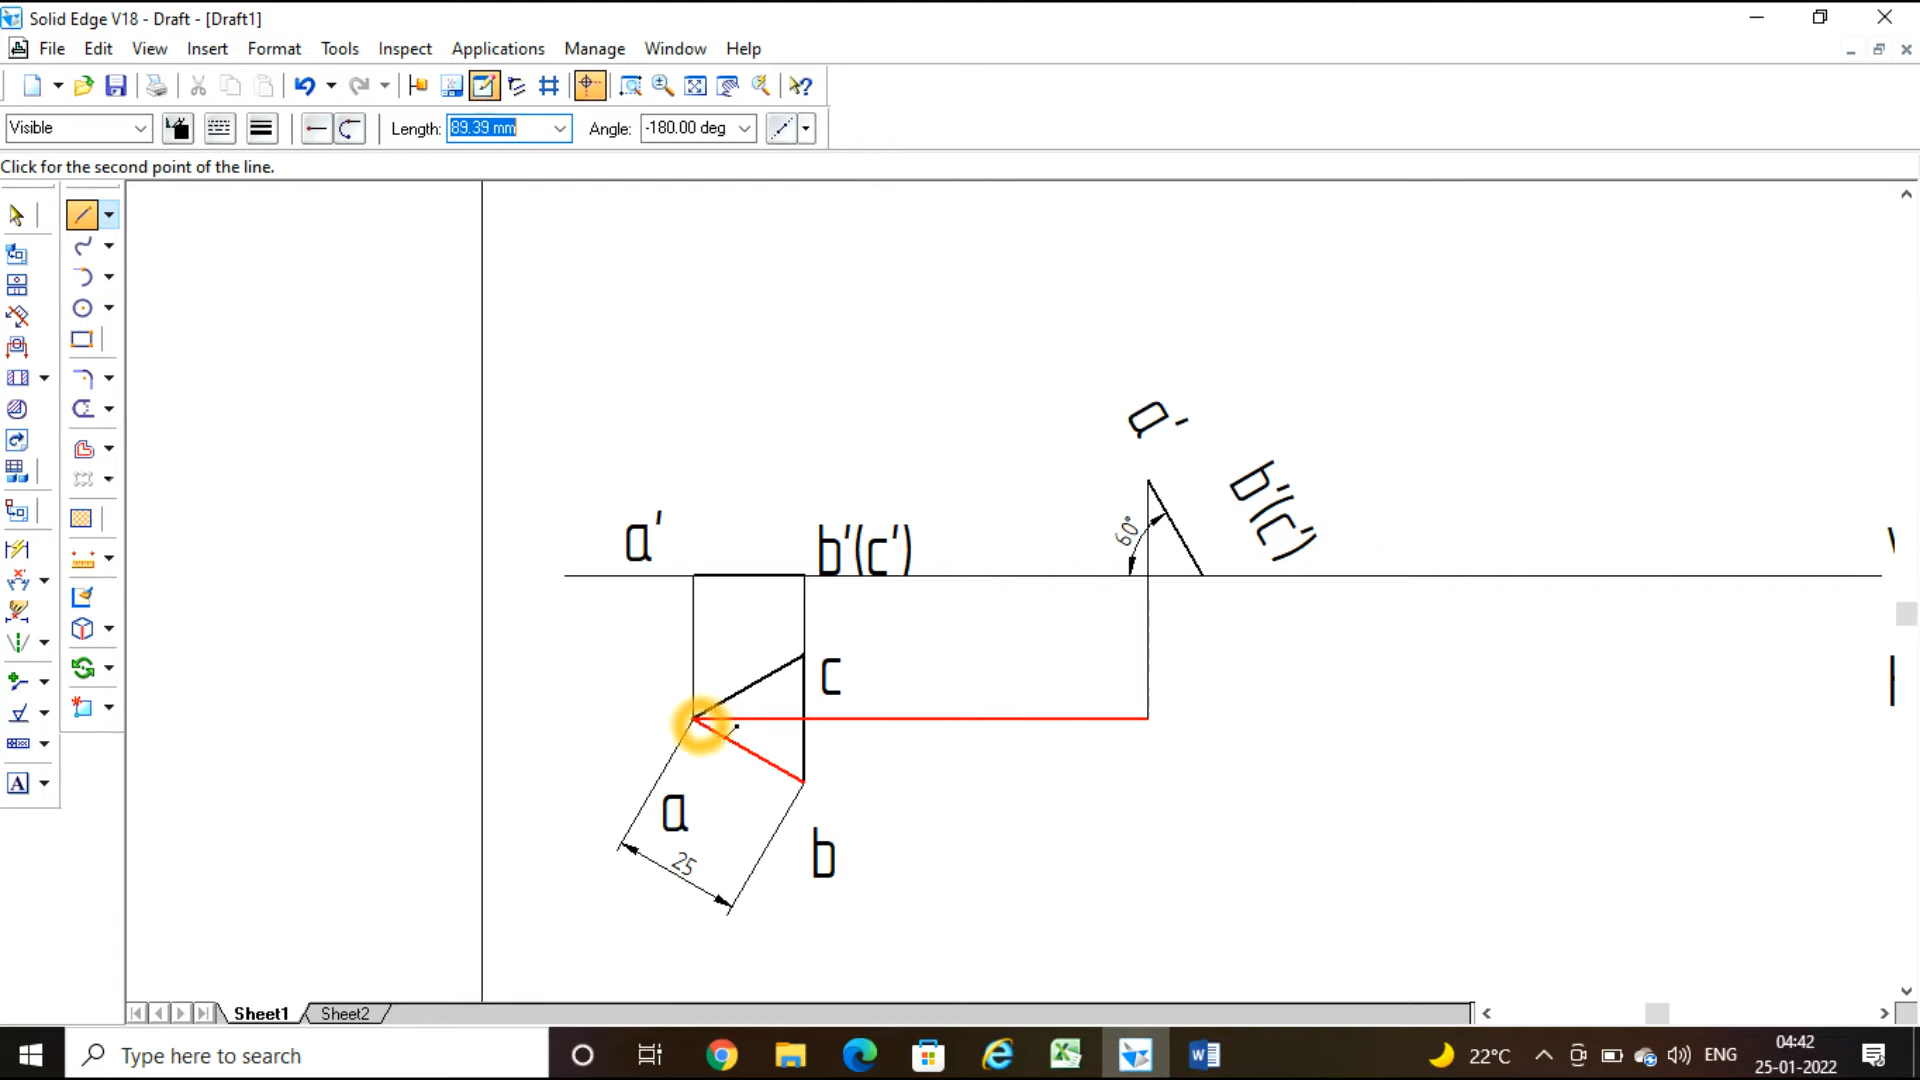 Solid Edge V18 - Draft - [Draft1]
File Edit View Insert Format Tools Inspect Applications Manage Window Help
Visible Length: 89.39 mm Angle: -180.00 deg
Click for the second point of the line.
a'
b'(c')
60°
a'
b'(c')
c
a
b
25
A
Sheet1 Sheet2
Type here to search
22°C ENG 04:42
25-01-2022